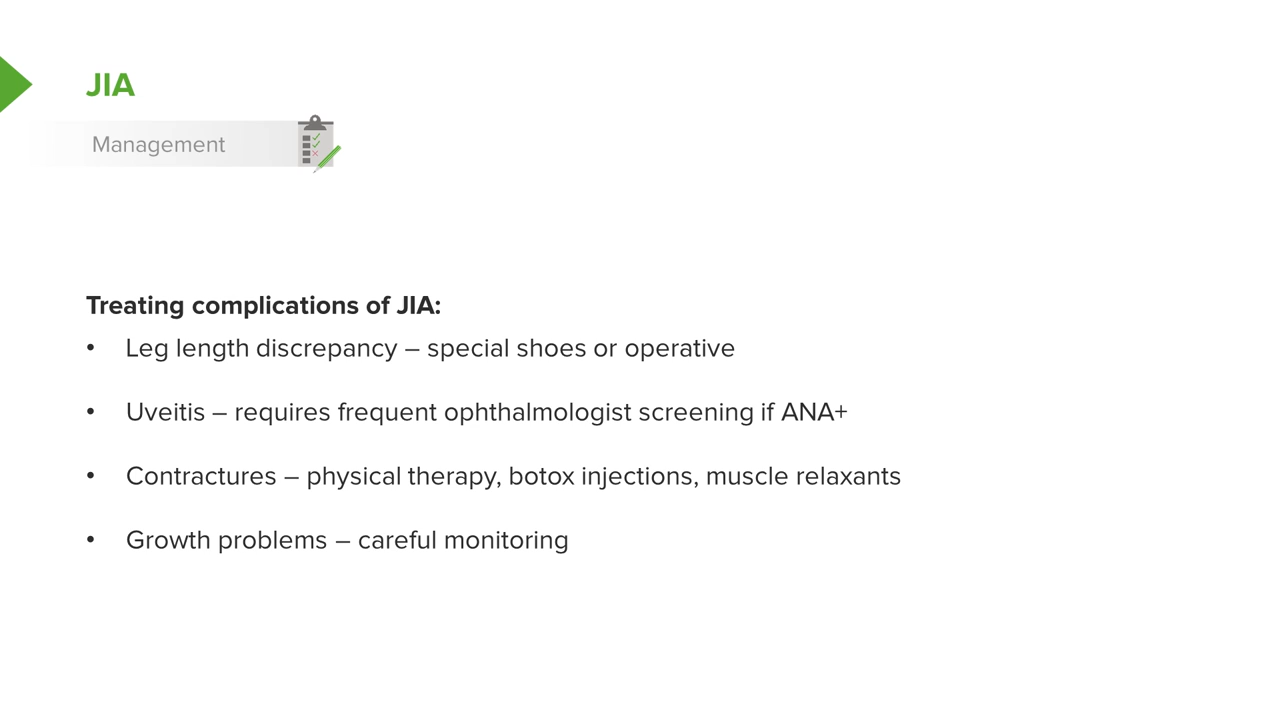 JIA
Management
Treating complications of JIA:
• Leg length discrepancy – special shoes or operative
• Uveitis – requires frequent ophthalmologist screening if ANA+
• Contractures – physical therapy, botox injections, muscle relaxants
• Growth problems – careful monitoring